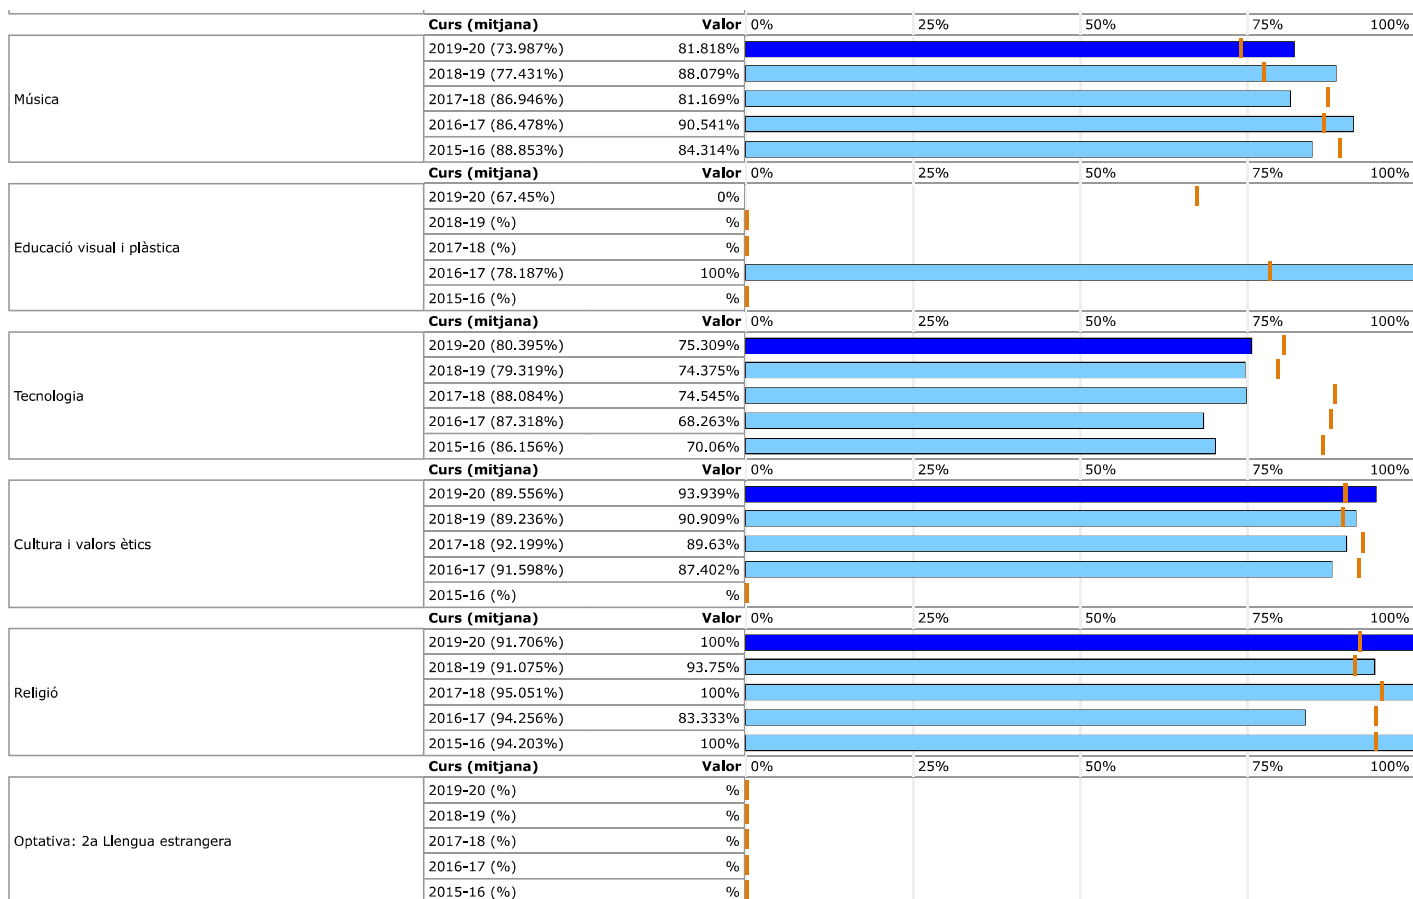 Curs (mitjana) Valor 0% 25% 50% 75% 100%
2019-20 (73.987%) 81.818%
2018-19 (77.431%) 88.079%
Música 2017-18 (86.946%) 81.169%
2016-17 (86.478%) 90.541%
2015-16 (88.853%) 84.314%
Curs (mitjana) Valor 0% 25% 50% 75% 100%
2019-20 (67.45%) 0%
2018-19 (%) %
Educació visual i plàstica 2017-18 (%) %
2016-17 (78.187%) 100%
2015-16 (%) %
Curs (mitjana) Valor 0% 25% 50% 75% 100%
2019-20 (80.395%) 75.309%
2018-19 (79.319%) 74.375%
Tecnologia 2017-18 (88.084%) 74.545%
2016-17 (87.318%) 68.263%
2015-16 (86.156%) 70.06%
Curs (mitjana) Valor 0% 25% 50% 75% 100%
2019-20 (89.556%) 93.939%
2018-19 (89.236%) 90.909%
Cultura i valors ètics 2017-18 (92.199%) 89.63%
2016-17 (91.598%) 87.402%
2015-16 (%) %
Curs (mitjana) Valor 0% 25% 50% 75% 100%
2019-20 (91.706%) 100%
2018-19 (91.075%) 93.75%
Religió 2017-18 (95.051%) 100%
2016-17 (94.256%) 83.333%
2015-16 (94.203%) 100%
Curs (mitjana) Valor 0% 25% 50% 75% 100%
2019-20 (%) %
2018-19 (%) %
Optativa: 2a Llengua estrangera 2017-18 (%) %
2016-17 (%) %
2015-16 (%) %